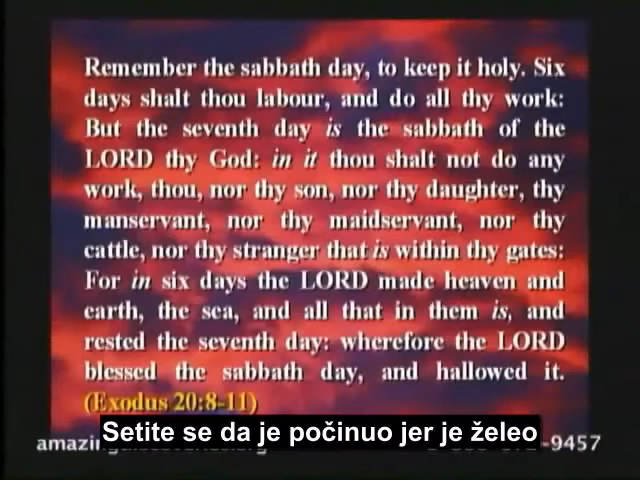 Remember the sabbath day, to keep it holy. Six
days shalt thou labour, and do all thy work:
But the seventh day is the sabbath of the
LORD thy God: in it thou shalt not do any
work, thou, nor thy son, nor thy daughter, thy
manservant, nor thy maidservant, nor thy
cattle, nor thy stranger that is within thy gates:
For in six days the LORD made heaven and
earth, the sea, and all that in them is, and
rested the seventh day: wherefore the LORD
blessed the sabbath day, and hallowed it.
(Exodus 20:8-11)
Setite se da je počinuo jer je želeo
-9457